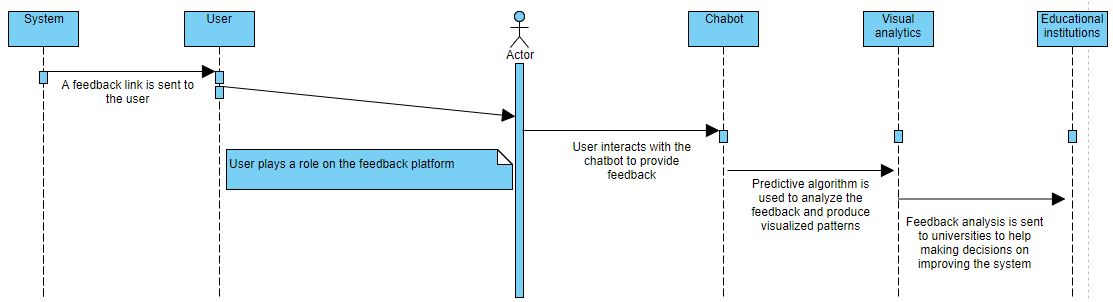 System
User
Actor
Chabot
Visual
analytics
Educational
institutions
A feedback link is sent to
the user
User plays a role on the feedback platform
User interacts with the
chatbot to provide
feedback
Predictive algorithm is
used to analyze the
feedback and produce
visualized patterns
Feedback analysis is sent
to universities to help
making decisions on
improving the system